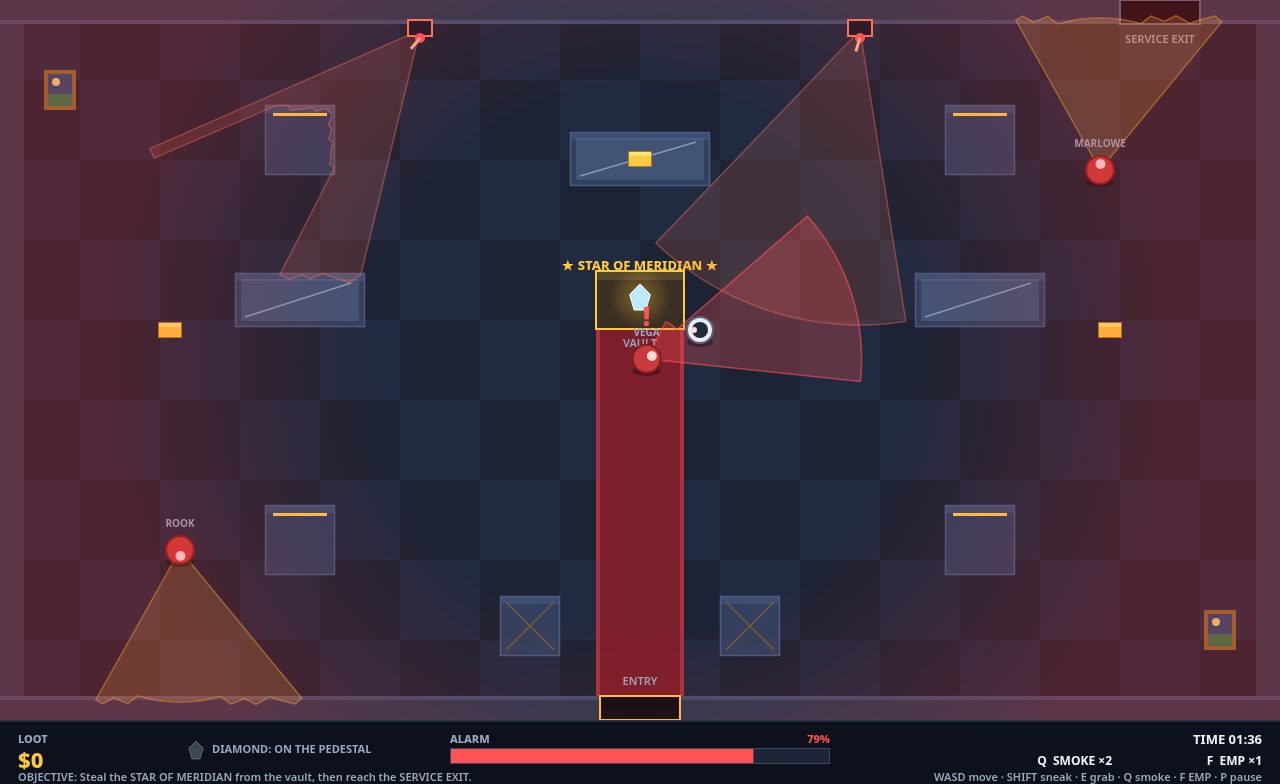 SERVICE EXIT
MARLOWE
★ STAR OF MERIDIAN ★
!
VEGA
VAULT
ROOK
ENTRY
LOOT
$0
DIAMOND: ON THE PEDESTAL
ALARM
79%
TIME 01:36
Q SMOKE ×2
F EMP ×1
OBJECTIVE: Steal the STAR OF MERIDIAN from the vault, then reach the SERVICE EXIT.
WASD move · SHIFT sneak · E grab · Q smoke · F EMP · P pause